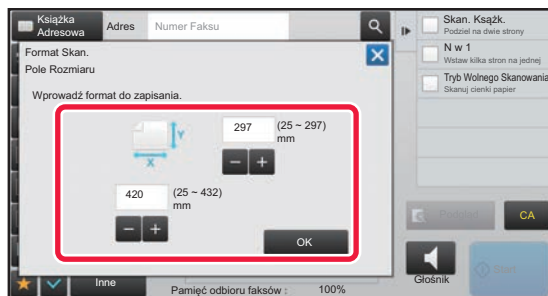 Książka
Adresowa
Adres
Numer Faksu
Format Skan.
Pole Rozmiaru
Wprowadź format do zapisania.
Y
X
297
(25 ~ 297)
mm
− +
420
(25 ~ 432)
mm
− +
OK
Inne
Pamięć odbioru faksów :
100%
Skan. Ksążk.
Podziel na dwie strony
N w 1
Wstaw kilka stron na jednej
Tryb Wolnego Skanowania
Skanuj cienki papier
Podgląd
CA
Głośnik
Start